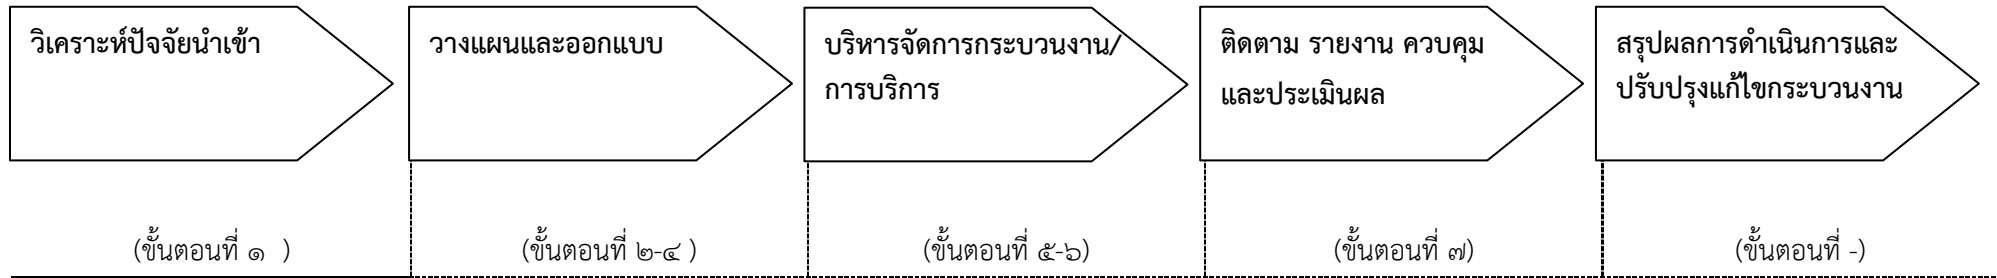 วิเคราะห์ปัจจัยนำเข้า
วางแผนและออกแบบ
บริหารจัดการกระบวนงาน/
การบริการ
ติดตาม รายงาน ควบคุม
และประเมินผล
สรุปผลการดำเนินการและ
ปรับปรุงแก้ไขกระบวนงาน
(ขั้นตอนที่ ๑ )
(ขั้นตอนที่ ๒-๔ )
(ขั้นตอนที่ ๕-๖)
(ขั้นตอนที่ ๗)
(ขั้นตอนที่ -)